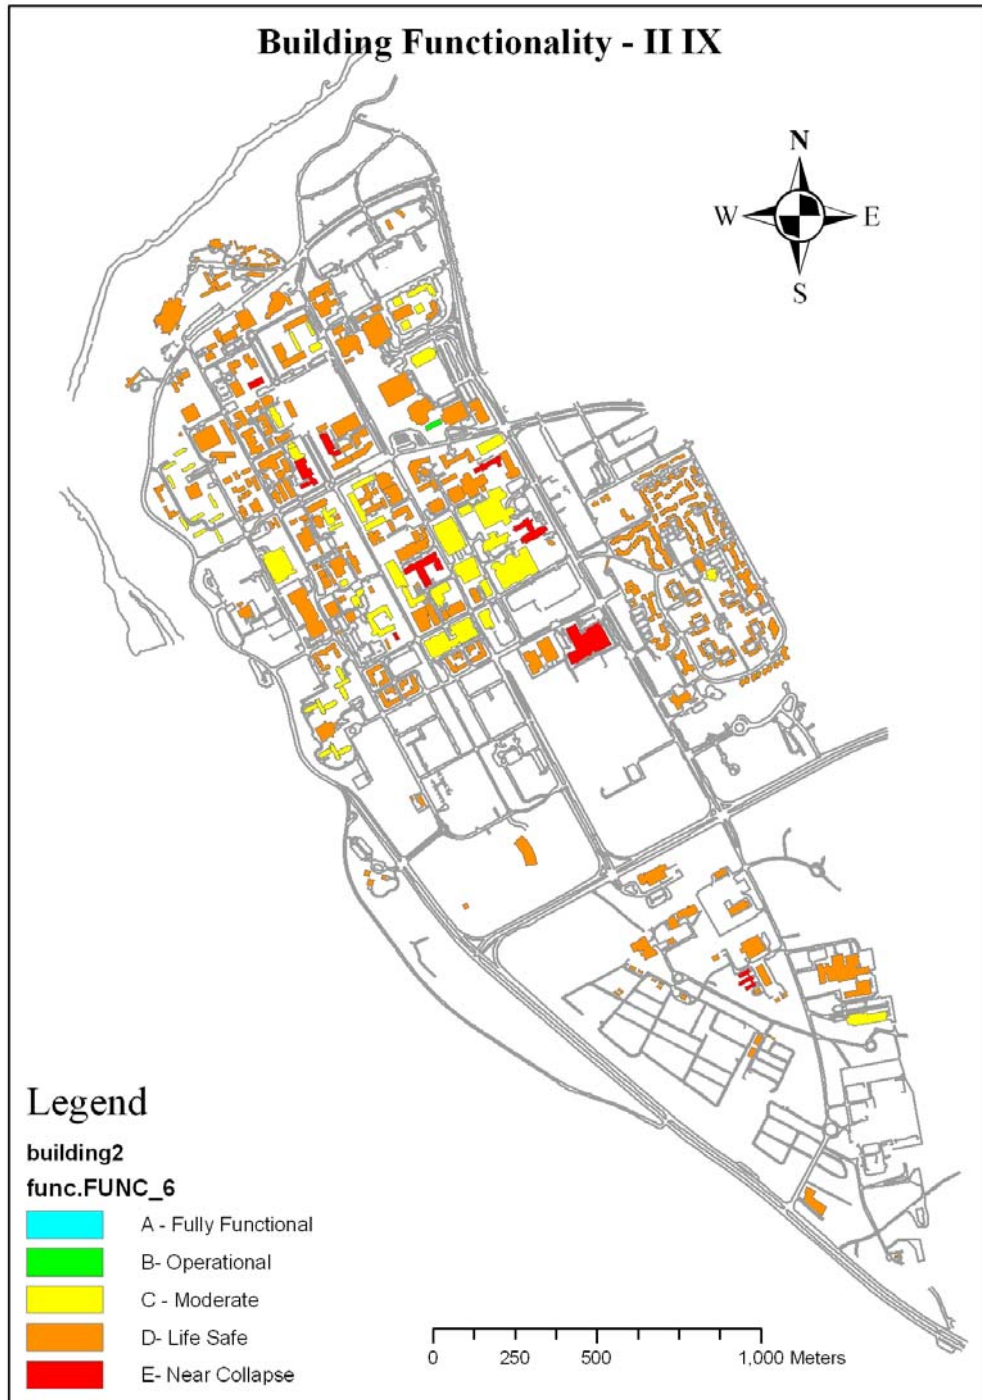 Building Functionality - II IX
N
W E
S
Legend
building2
func.FUNC_6
A - Fully Functional
B- Operational
C - Moderate
D- Life Safe
E- Near Collapse
0 250 500 1,000 Meters